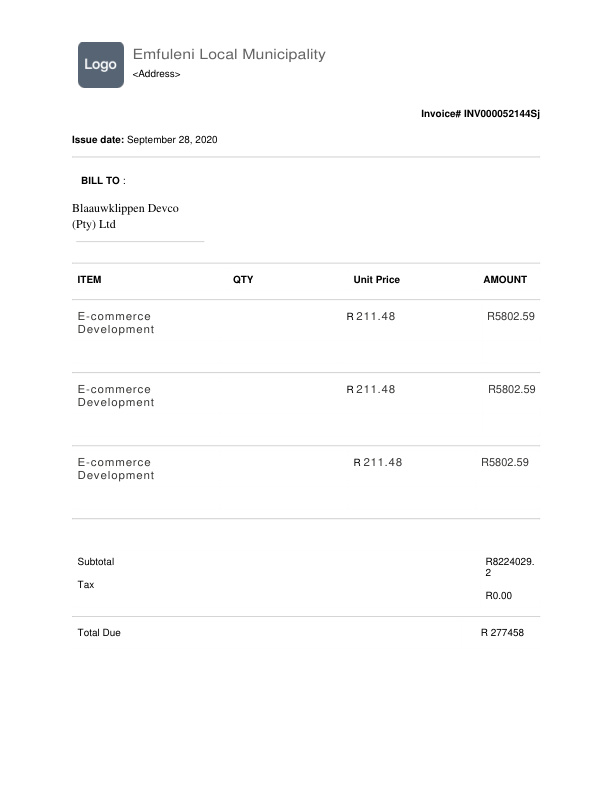 Logo
Emfuleni Local Municipality
<Address>
Invoice# INV000052144Sj
Issue date: September 28, 2020
BILL TO :
Blaauwklippen Devco
(Pty) Ltd
ITEM QTY Unit Price AMOUNT
E-commerce R 211.48 R5802.59
Development
E-commerce R 211.48 R5802.59
Development
E-commerce R 211.48 R5802.59
Development
Subtotal R8224029.
2
Tax
R0.00
Total Due R 277458